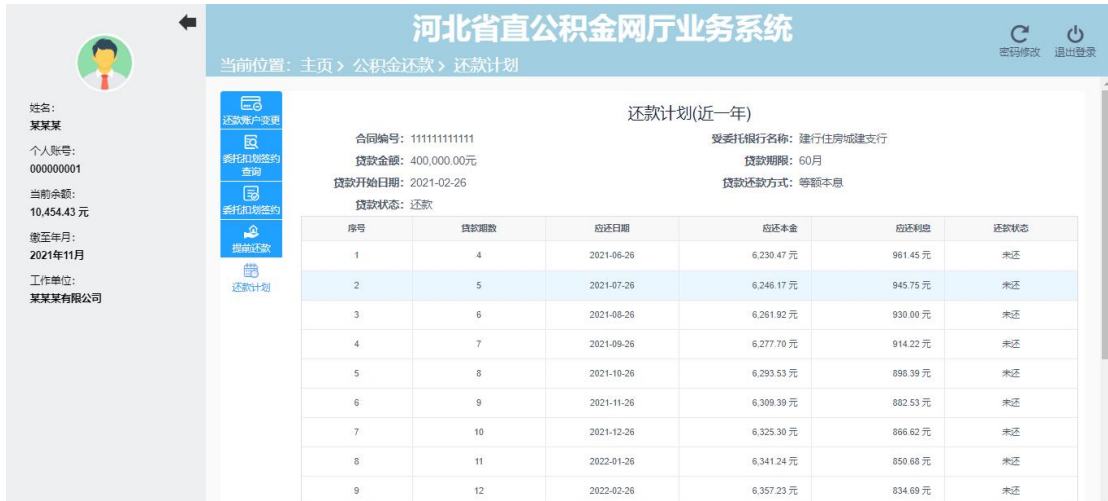 河北省直公积金网厅业务系统
密码修改 退出登录
当前位置：主页 > 公积金还款 > 还款计划
姓名：
某某某
个人账号：
000000001
当前余额：
10,454.43 元
缴至年月：
2021年11月
工作单位：
某某某有限公司
还款账户变更
委托扣划签约
查询
委托扣划签约
提前还款
还款计划
还款计划(近一年)
合同编号：111111111111 受委托银行名称：建行住房城建支行
贷款金额：400,000.00元 贷款期限：60月
贷款开始日期：2021-02-26 贷款还款方式：等额本息
贷款状态：还款
序号 贷款期数 应还日期 应还本金 应还利息 还款状态
1 4 2021-06-26 6,230.47 元 961.45 元 未还
2 5 2021-07-26 6,246.17 元 945.75 元 未还
3 6 2021-08-26 6,261.92 元 930.00 元 未还
4 7 2021-09-26 6,277.70 元 914.22 元 未还
5 8 2021-10-26 6,293.53 元 898.39 元 未还
6 9 2021-11-26 6,309.39 元 882.53 元 未还
7 10 2021-12-26 6,325.30 元 866.62 元 未还
8 11 2022-01-26 6,341.24 元 850.68 元 未还
9 12 2022-02-26 6,357.23 元 834.69 元 未还